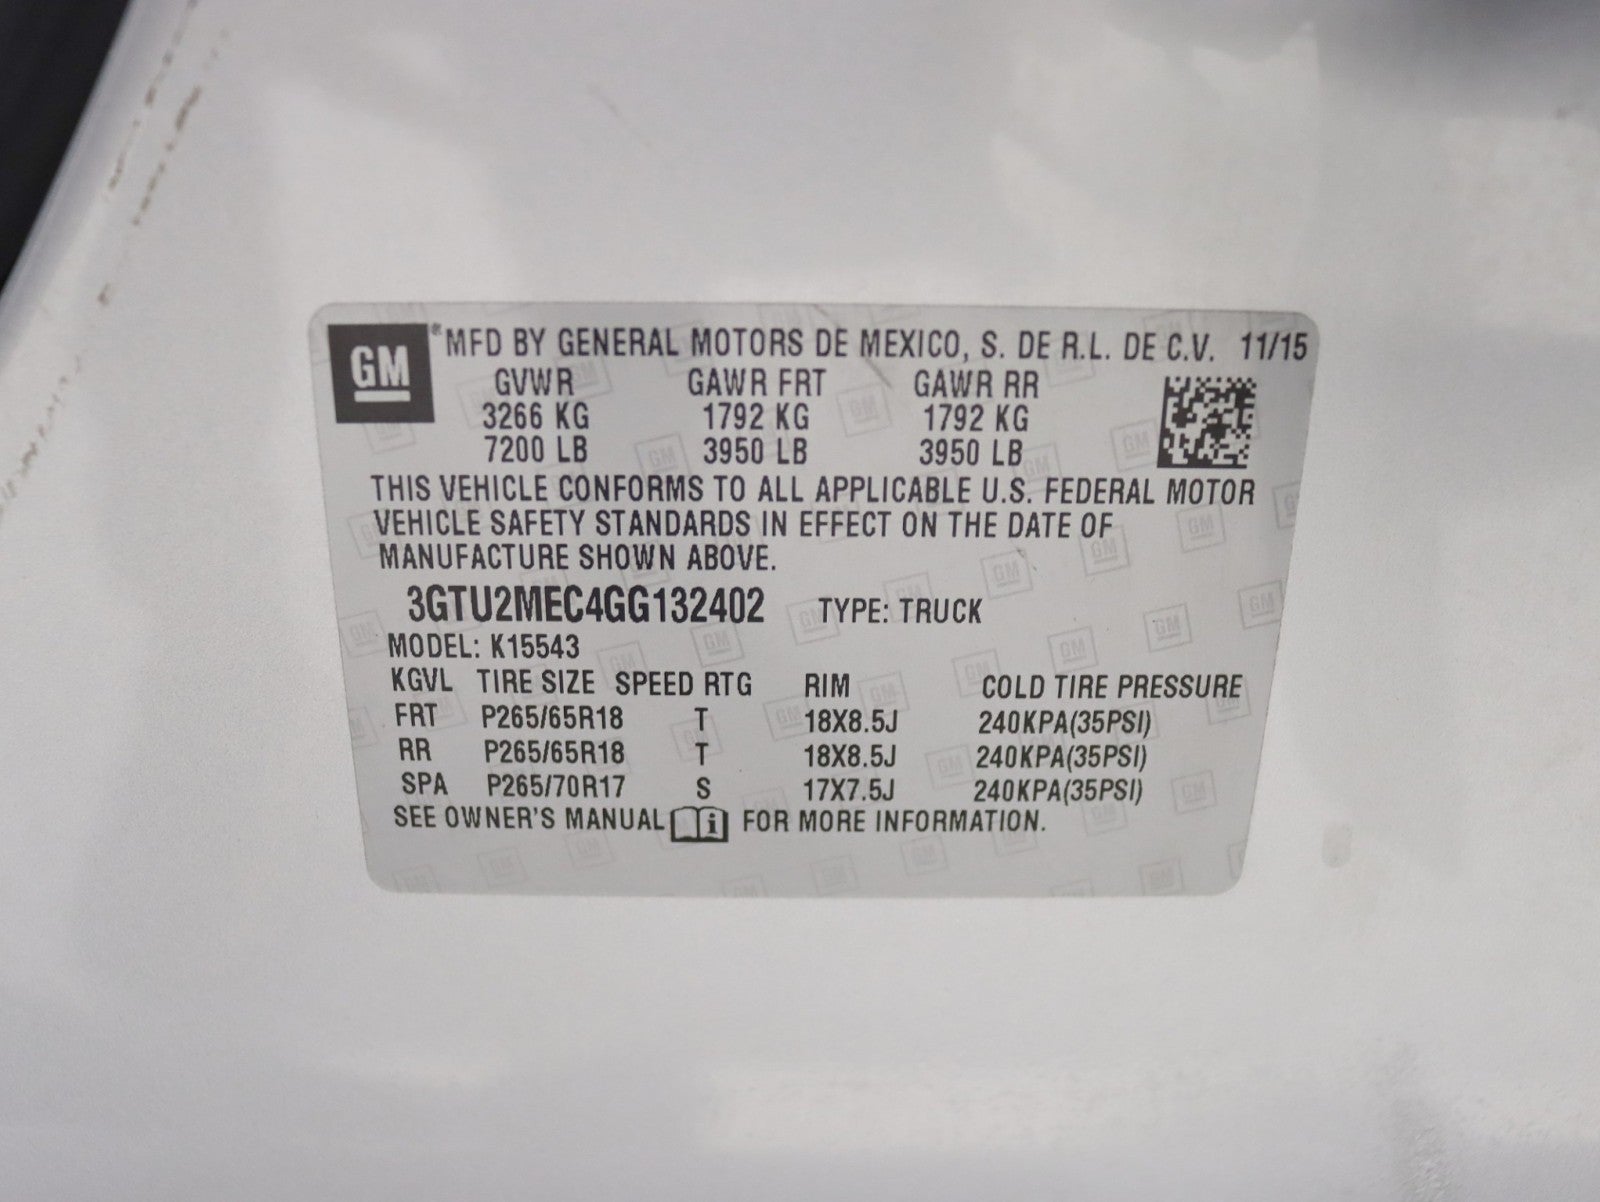 GM ® MFD BY GENERAL MOTORS DE MEXICO, S. DE R.L. DE C.V. 11/15
GVWR GAWR FRT GAWR RR
3266 KG 1792 KG 1792 KG
7200 LB 3950 LB 3950 LB
THIS VEHICLE CONFORMS TO ALL APPLICABLE U.S. FEDERAL MOTOR
VEHICLE SAFETY STANDARDS IN EFFECT ON THE DATE OF
MANUFACTURE SHOWN ABOVE.
3GTU2MEC4GG132402 TYPE: TRUCK
MODEL: K15543
KGVL TIRE SIZE SPEED RTG RIM COLD TIRE PRESSURE
FRT P265/65R18 T 18X8.5J 240KPA(35PSI)
RR P265/65R18 T 18X8.5J 240KPA(35PSI)
SPA P265/70R17 S 17X7.5J 240KPA(35PSI)
SEE OWNER'S MANUAL i FOR MORE INFORMATION.